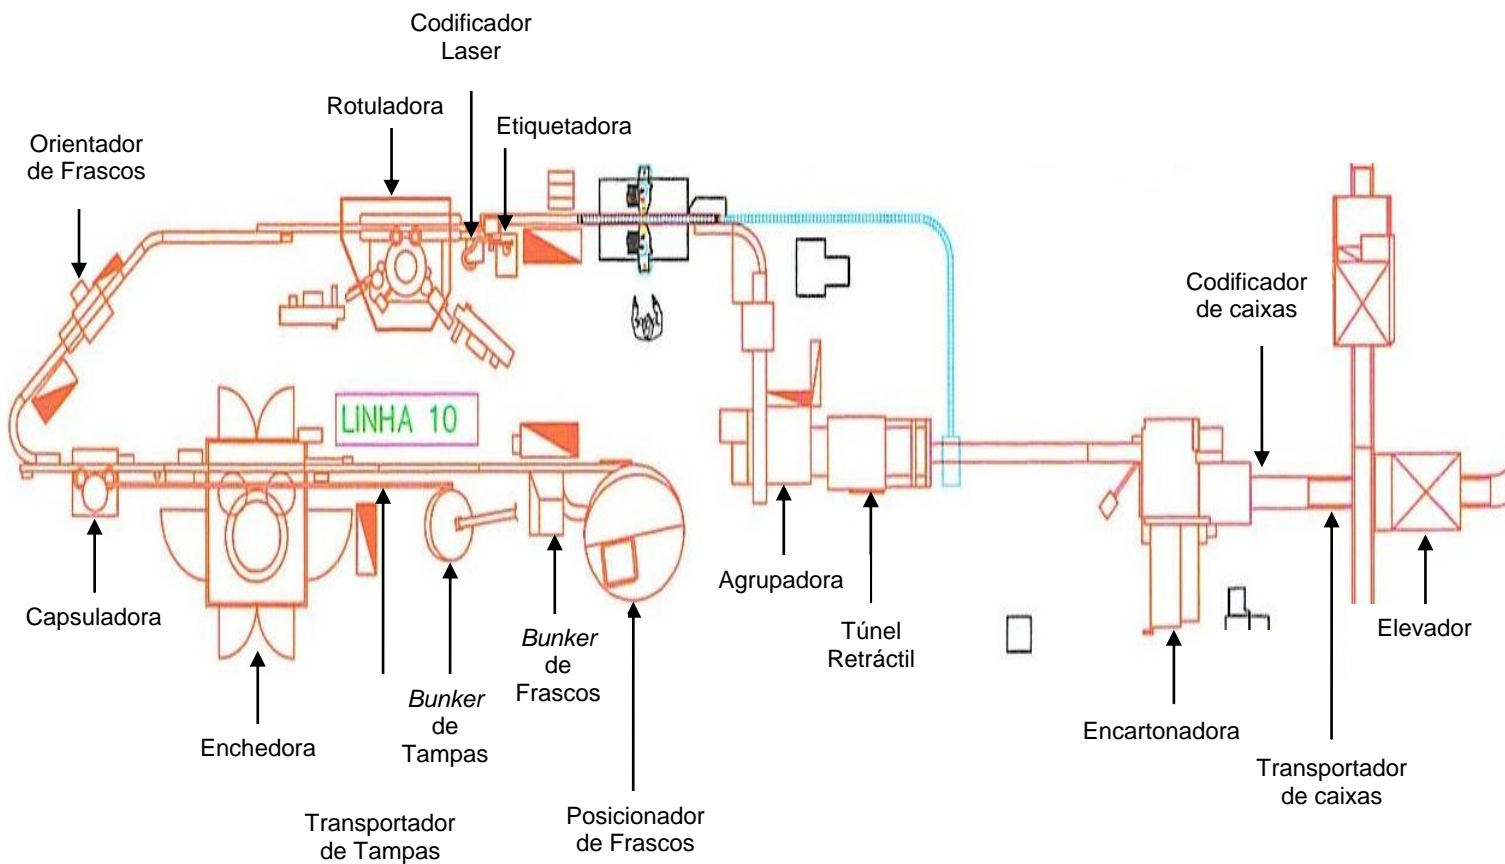 Codificador
Laser
Rotuladora
Etiquetadora
Orientador
de Frascos
Codificador
de caixas
LINHA 10
Agrupadora
Capsuladora
Túnel
Retráctil
Elevador
Bunker
de
Frascos
Bunker
de
Tampas
Enchedora
Encartonadora
Transportador
de caixas
Transportador
de Tampas
Posicionador
de Frascos